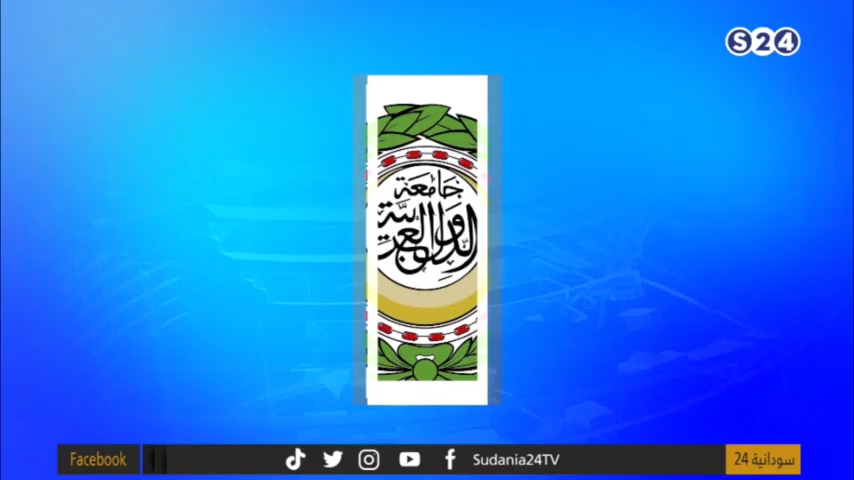 S24
جامعة
الدول العربية
Facebook
Sudania24TV
سودانية 24